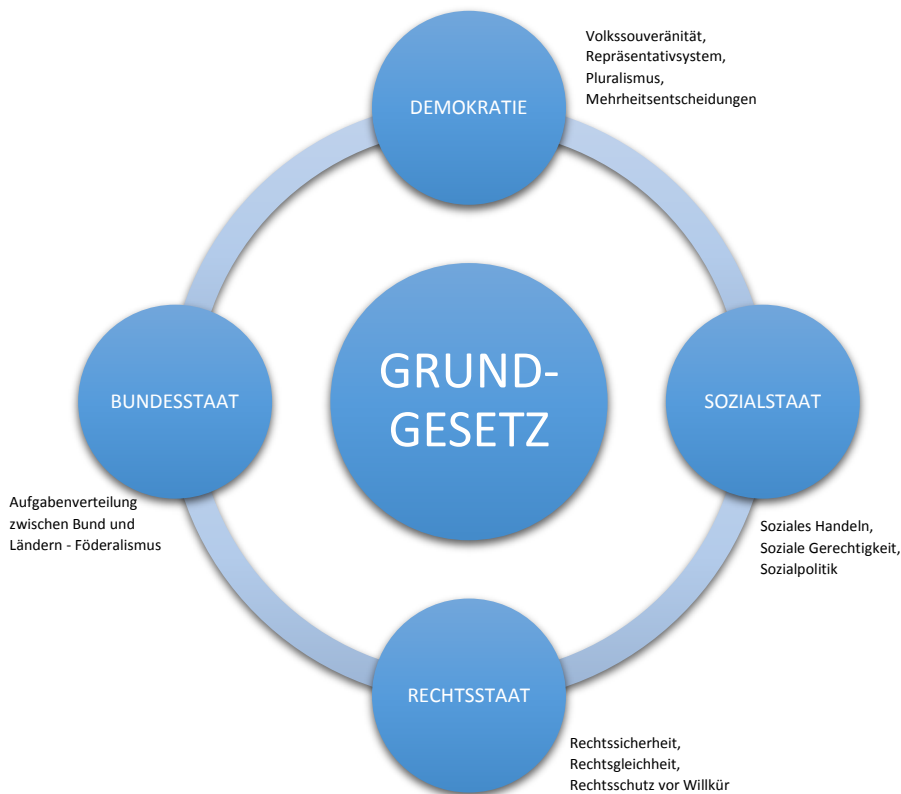 DEMOKRATIE
Volkssouveränität,
Repräsentativsystem,
Pluralismus,
Mehrheitsentscheidungen
GRUND-
GESETZ
BUNDESSTAAT
Aufgabenverteilung
zwischen Bund und
Ländern - Föderalismus
SOZIALSTAAT
Soziales Handeln,
Soziale Gerechtigkeit,
Sozialpolitik
RECHTSSTAAT
Rechtssicherheit,
Rechtsgleichheit,
Rechtsschutz vor Willkür